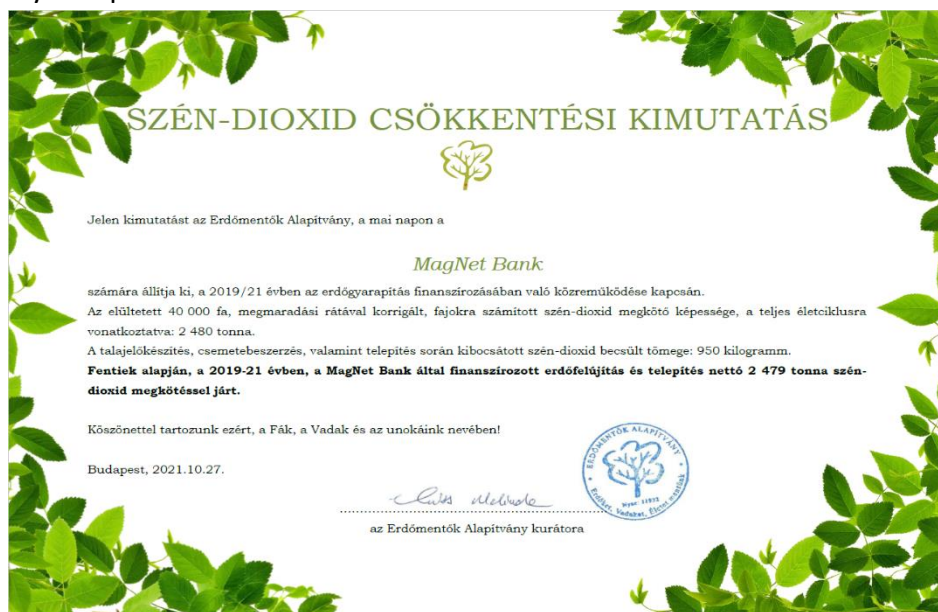 SZÉN-DIOXID CSÖKKENTÉSI KIMUTATÁS
Jelen kimutatást az Erdőmentők Alapítvány, a mai napon a
MagNet Bank
számára állítja ki, a 2019/21 évben az erdőgyarapítás finanszírozásában való közreműködése kapcsán.
Az elültetett 40 000 fa, megmaradási rátával korrigált, fajokra számított szén-dioxid megkötő képessége, a teljes életciklusra
vonatkoztatva: 2 480 tonna.
A talajelőkészítés, csemetebeszerzés, valamint telepítés során kibocsátott szén-dioxid becsült tömege: 950 kilogramm.
Fentiek alapján, a 2019-21 évben, a MagNet Bank által finanszírozott erdőfelújítás és telepítés nettó 2 479 tonna szén-
dioxid megkötéssel járt.
Köszönettel tartozunk ezért, a Fák, a Vadak és az unokáink nevében!
ERDŐMENTŐK ALAPÍTVÁNY
Erdőket, Vadakat, Életet mentünk
Budapest, 2021.10.27.
az Erdőmentők Alapítvány kurátora